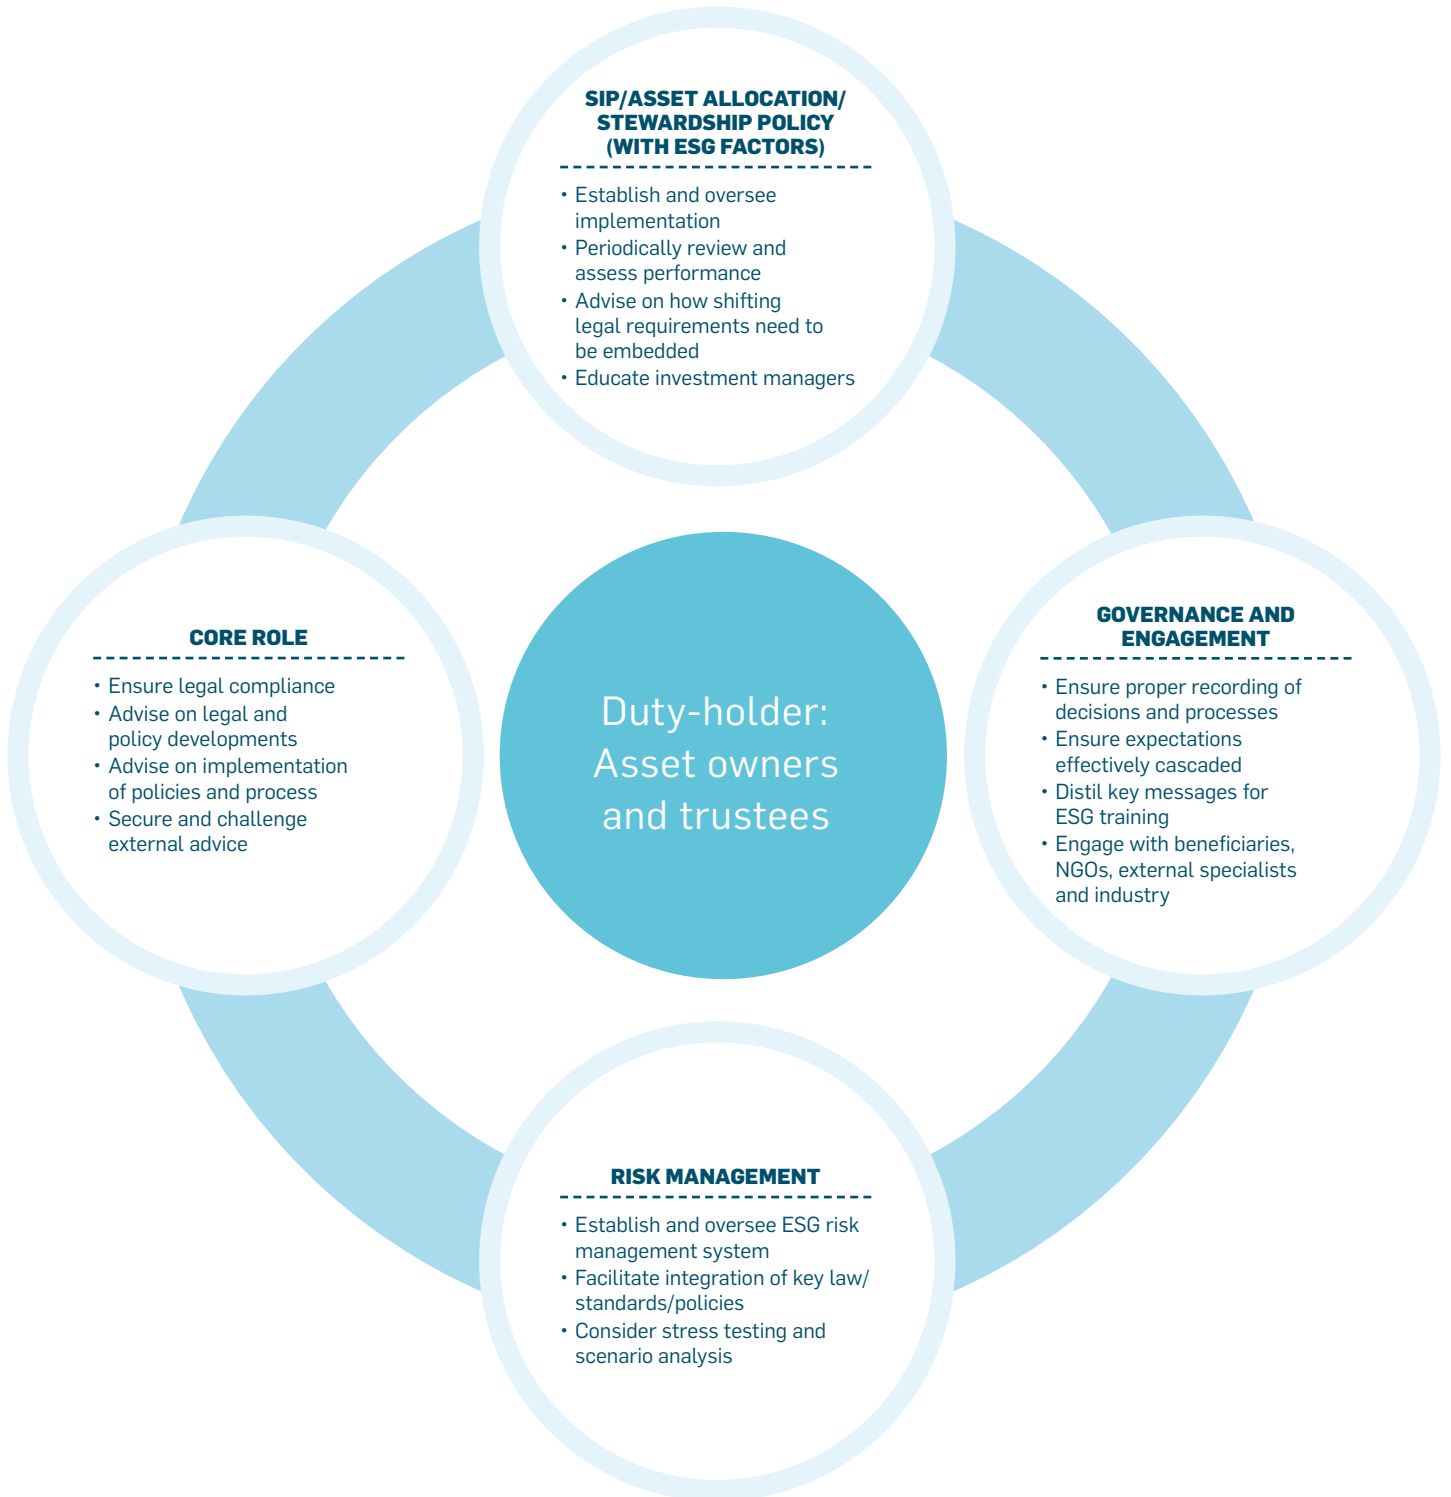 SIP/ASSET ALLOCATION/
STEWARDSHIP POLICY
(WITH ESG FACTORS)
• Establish and oversee
implementation
• Periodically review and
assess performance
• Advise on how shifting
legal requirements need to
be embedded
• Educate investment managers
CORE ROLE
• Ensure legal compliance
• Advise on legal and
policy developments
• Advise on implementation
of policies and process
• Secure and challenge
external advice
Duty-holder:
Asset owners
and trustees
GOVERNANCE AND
ENGAGEMENT
• Ensure proper recording of
decisions and processes
• Ensure expectations
effectively cascaded
• Distil key messages for
ESG training
• Engage with beneficiaries,
NGOs, external specialists
and industry
RISK MANAGEMENT
• Establish and oversee ESG risk
management system
• Facilitate integration of key law/
standards/policies
• Consider stress testing and
scenario analysis